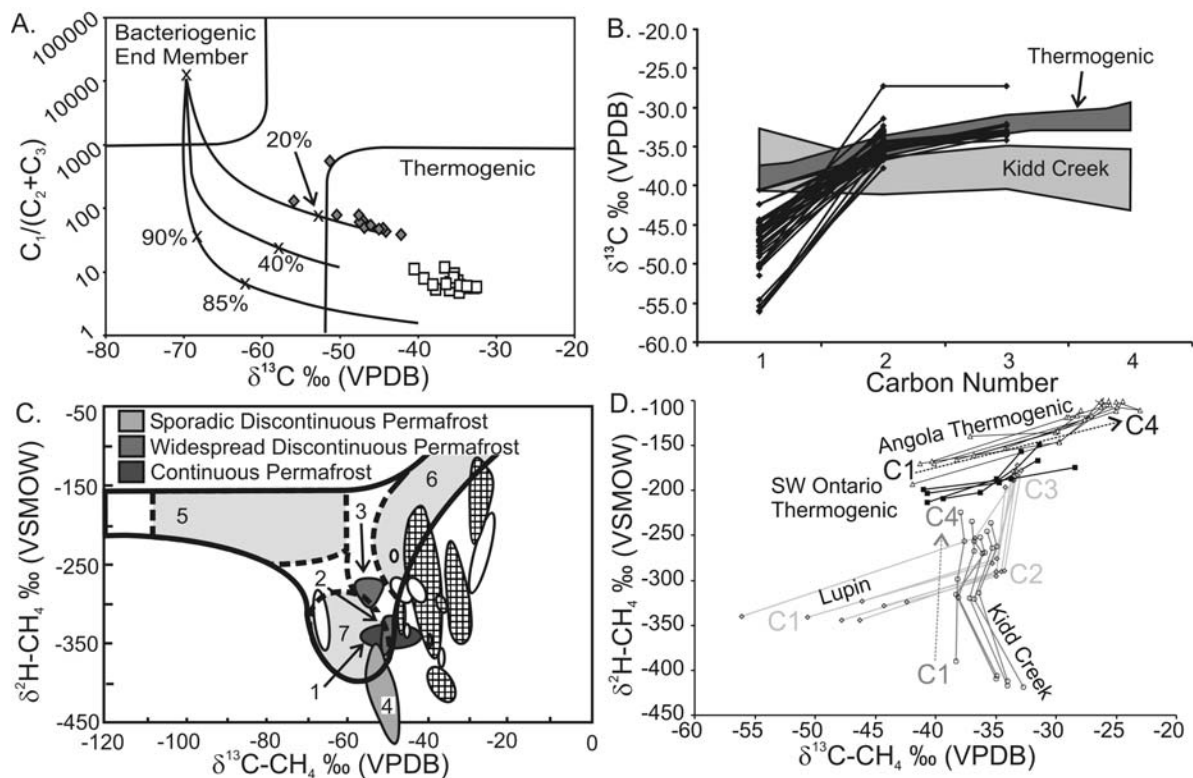 A.
Bacteriogenic
End Member
Thermogenic
20%
90%
40%
85%
100000
10000
1000
100
10
1
-80
-70
-60
-50
-40
-30
-20
C₁/(C₂+C₃)
δ¹³C ‰ (VPDB)
B.
Thermogenic
Kidd Creek
-20.0
-25.0
-30.0
-35.0
-40.0
-45.0
-50.0
-55.0
-60.0
1
2
3
4
δ¹³C ‰ (VPDB)
Carbon Number
C.
Sporadic Discontinuous Permafrost
Widespread Discontinuous Permafrost
Continuous Permafrost
5
3
6
2
7
1
4
-50
-150
-250
-350
-450
-120
-100
-80
-60
-40
-20
0
δ²H-CH₄ ‰ (VSMOW)
δ¹³C-CH₄ ‰ (VPDB)
D.
Angola Thermogenic
C4
C1
SW Ontario
Thermogenic
C4
C3
Lupin
C2
C1
Kidd Creek
C1
-100
-150
-200
-250
-300
-350
-400
-450
-60
-55
-50
-45
-40
-35
-30
-25
-20
δ²H-CH₄ ‰ (VSMOW)
δ¹³C-CH₄ ‰ (VPDB)